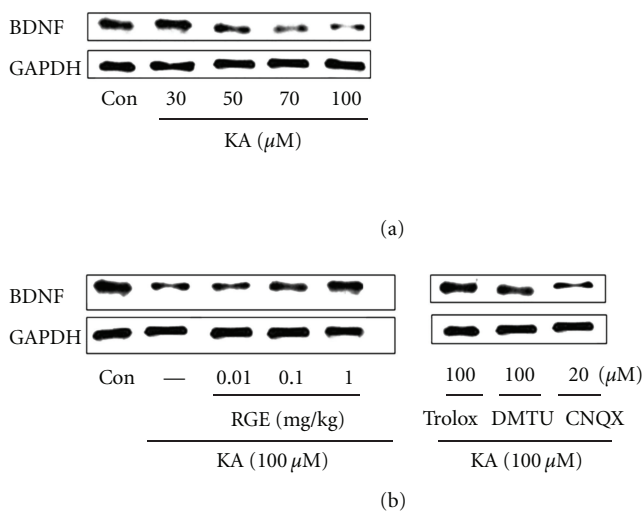 BDNF
GAPDH
Con 30 50 70 100
KA (μM)
(a)
BDNF
GAPDH
Con — 0.01 0.1 1 100 100 20 (μM)
RGE (mg/kg) Trolox DMTU CNQX
KA (100 μM) KA (100 μM)
(b)